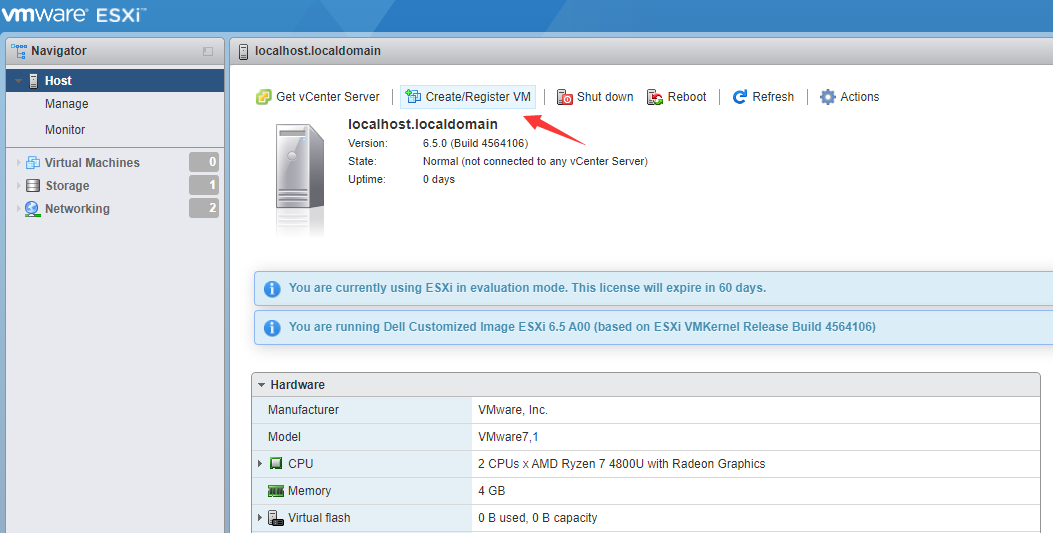 vmware® ESXi™
Navigator
localhost.localdomain
Host
Manage
Monitor
Virtual Machines 0
Storage 1
Networking 2
Get vCenter Server Create/Register VM Shut down Reboot Refresh Actions
localhost.localdomain
Version: 6.5.0 (Build 4564106)
State: Normal (not connected to any vCenter Server)
Uptime: 0 days
You are currently using ESXi in evaluation mode. This license will expire in 60 days.
You are running Dell Customized Image ESXi 6.5 A00 (based on ESXi VMKernel Release Build 4564106)
Hardware
Manufacturer VMware, Inc.
Model VMware7,1
CPU 2 CPUs x AMD Ryzen 7 4800U with Radeon Graphics
Memory 4 GB
Virtual flash 0 B used, 0 B capacity